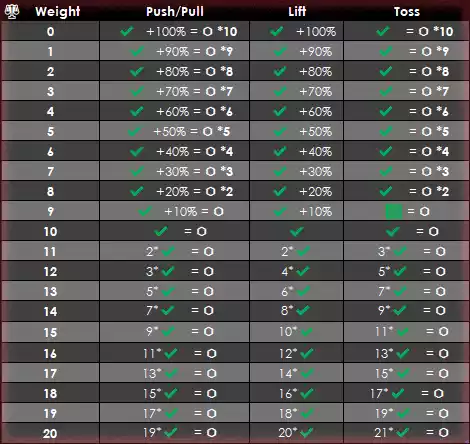 Weight Push/Pull Lift Toss
0 ✔ +100% = O *10 ✔ +100% ✔ = O *10
1 ✔ +90% = O *9 ✔ +90% ✔ = O *9
2 ✔ +80% = O *8 ✔ +80% ✔ = O *8
3 ✔ +70% = O *7 ✔ +70% ✔ = O *7
4 ✔ +60% = O *6 ✔ +60% ✔ = O *6
5 ✔ +50% = O *5 ✔ +50% ✔ = O *5
6 ✔ +40% = O *4 ✔ +40% ✔ = O *4
7 ✔ +30% = O *3 ✔ +30% ✔ = O *3
8 ✔ +20% = O *2 ✔ +20% ✔ = O *2
9 ✔ +10% = O ✔ +10% = O
10 ✔ = O ✔ ✔ = O
11 2* ✔ = O 2* ✔ 3* ✔ = O
12 3* ✔ = O 4* ✔ 5* ✔ = O
13 5* ✔ = O 6* ✔ 7* ✔ = O
14 7* ✔ = O 8* ✔ 9* ✔ = O
15 9* ✔ = O 10* ✔ 11* ✔ = O
16 11* ✔ = O 12* ✔ 13* ✔ = O
17 13* ✔ = O 14* ✔ 15* ✔ = O
18 15* ✔ = O 16* ✔ 17* ✔ = O
19 17* ✔ = O 18* ✔ 19* ✔ = O
20 19* ✔ = O 20* ✔ 21* ✔ = O